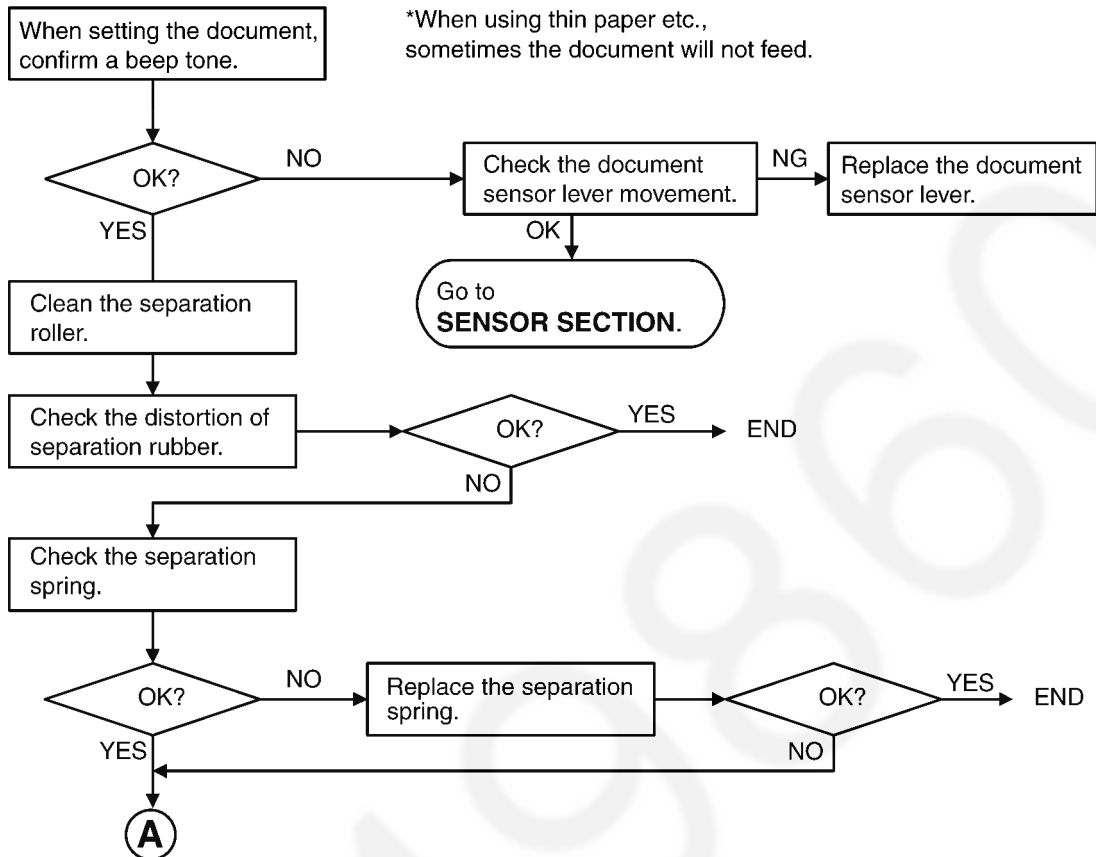 When setting the document,
confirm a beep tone.
*When using thin paper etc.,
sometimes the document will not feed.
OK?
NO
Check the document
sensor lever movement.
NG
Replace the document
sensor lever.
YES
OK
Go to
SENSOR SECTION.
Clean the separation
roller.
Check the distortion of
separation rubber.
OK?
YES
END
NO
Check the separation
spring.
OK?
NO
Replace the separation
spring.
OK?
YES
END
YES
NO
A